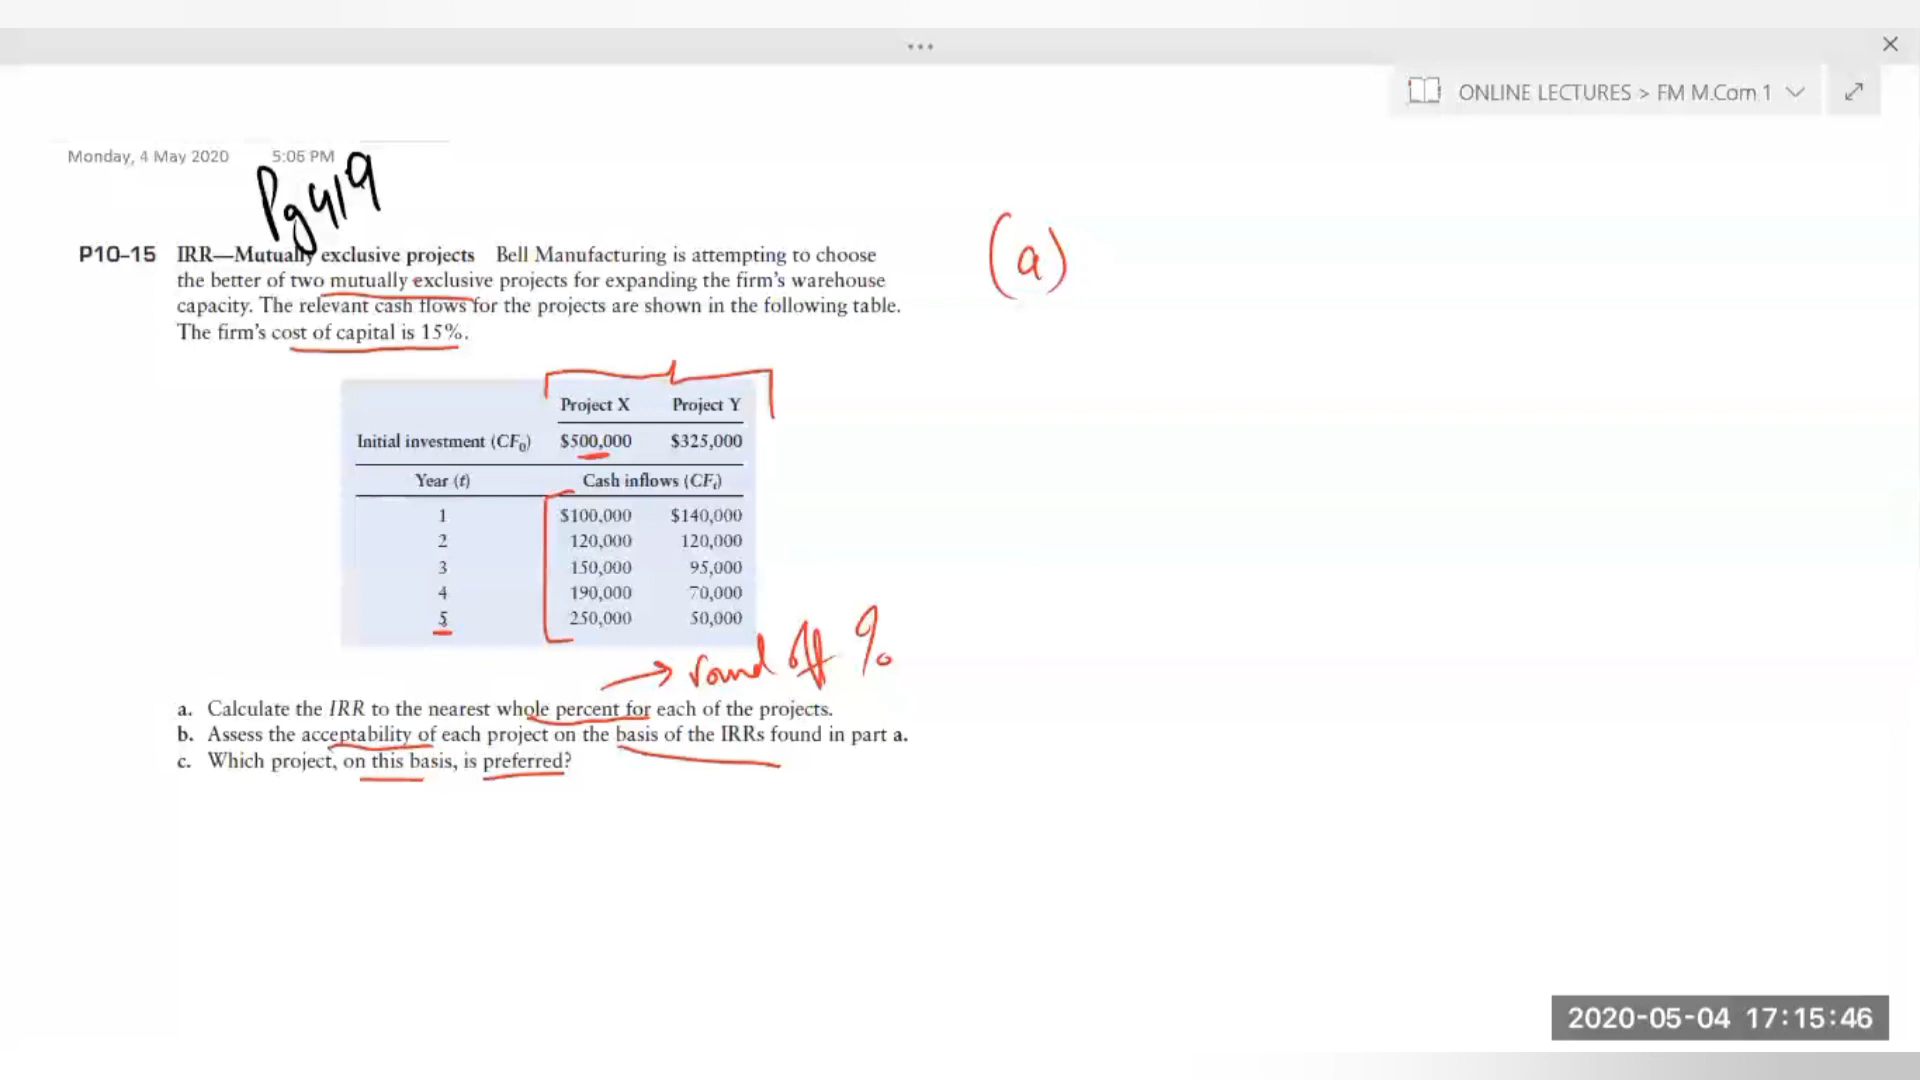 ...
ONLINE LECTURES > FM M.Com 1
Monday, 4 May 2020 5:05 PM
Pg 419
P10-15 IRR—Mutually exclusive projects Bell Manufacturing is attempting to choose
the better of two mutually exclusive projects for expanding the firm's warehouse
capacity. The relevant cash flows for the projects are shown in the following table.
The firm's cost of capital is 15%.
(a)
Project X Project Y
Initial investment (CF₀) $500,000 $325,000
Year (t) Cash inflows (CFₜ)
1 $100,000 $140,000
2 120,000 120,000
3 150,000 95,000
4 190,000 70,000
5 250,000 50,000
→ round off %
a. Calculate the IRR to the nearest whole percent for each of the projects.
b. Assess the acceptability of each project on the basis of the IRRs found in part a.
c. Which project, on this basis, is preferred?
2020-05-04 17:15:46